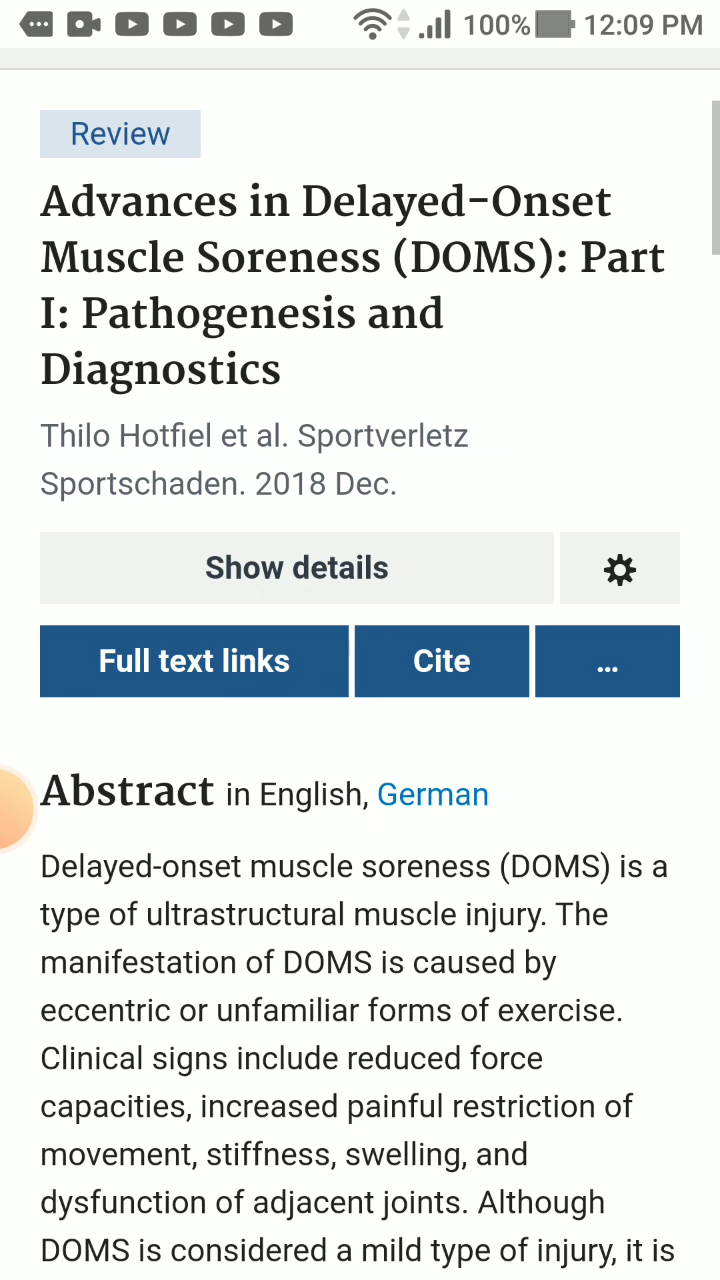 100% 12:09 PM
Review
Advances in Delayed-Onset
Muscle Soreness (DOMS): Part
I: Pathogenesis and
Diagnostics
Thilo Hotfiel et al. Sportverletz
Sportschaden. 2018 Dec.
Show details
Full text links Cite ...
Abstract in English, German
Delayed-onset muscle soreness (DOMS) is a
type of ultrastructural muscle injury. The
manifestation of DOMS is caused by
eccentric or unfamiliar forms of exercise.
Clinical signs include reduced force
capacities, increased painful restriction of
movement, stiffness, swelling, and
dysfunction of adjacent joints. Although
DOMS is considered a mild type of injury, it is